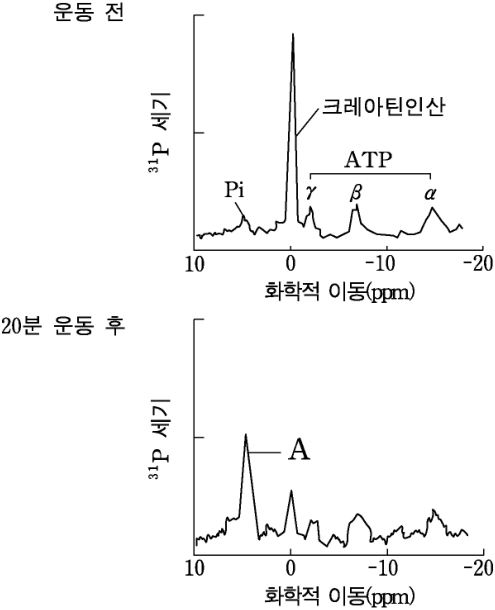 운동 전
³¹P 세기
크레아틴인산
ATP
Pi
γ β α
10 0 -10 -20
화학적 이동(ppm)
20분 운동 후
³¹P 세기
A
10 0 -10 -20
화학적 이동(ppm)